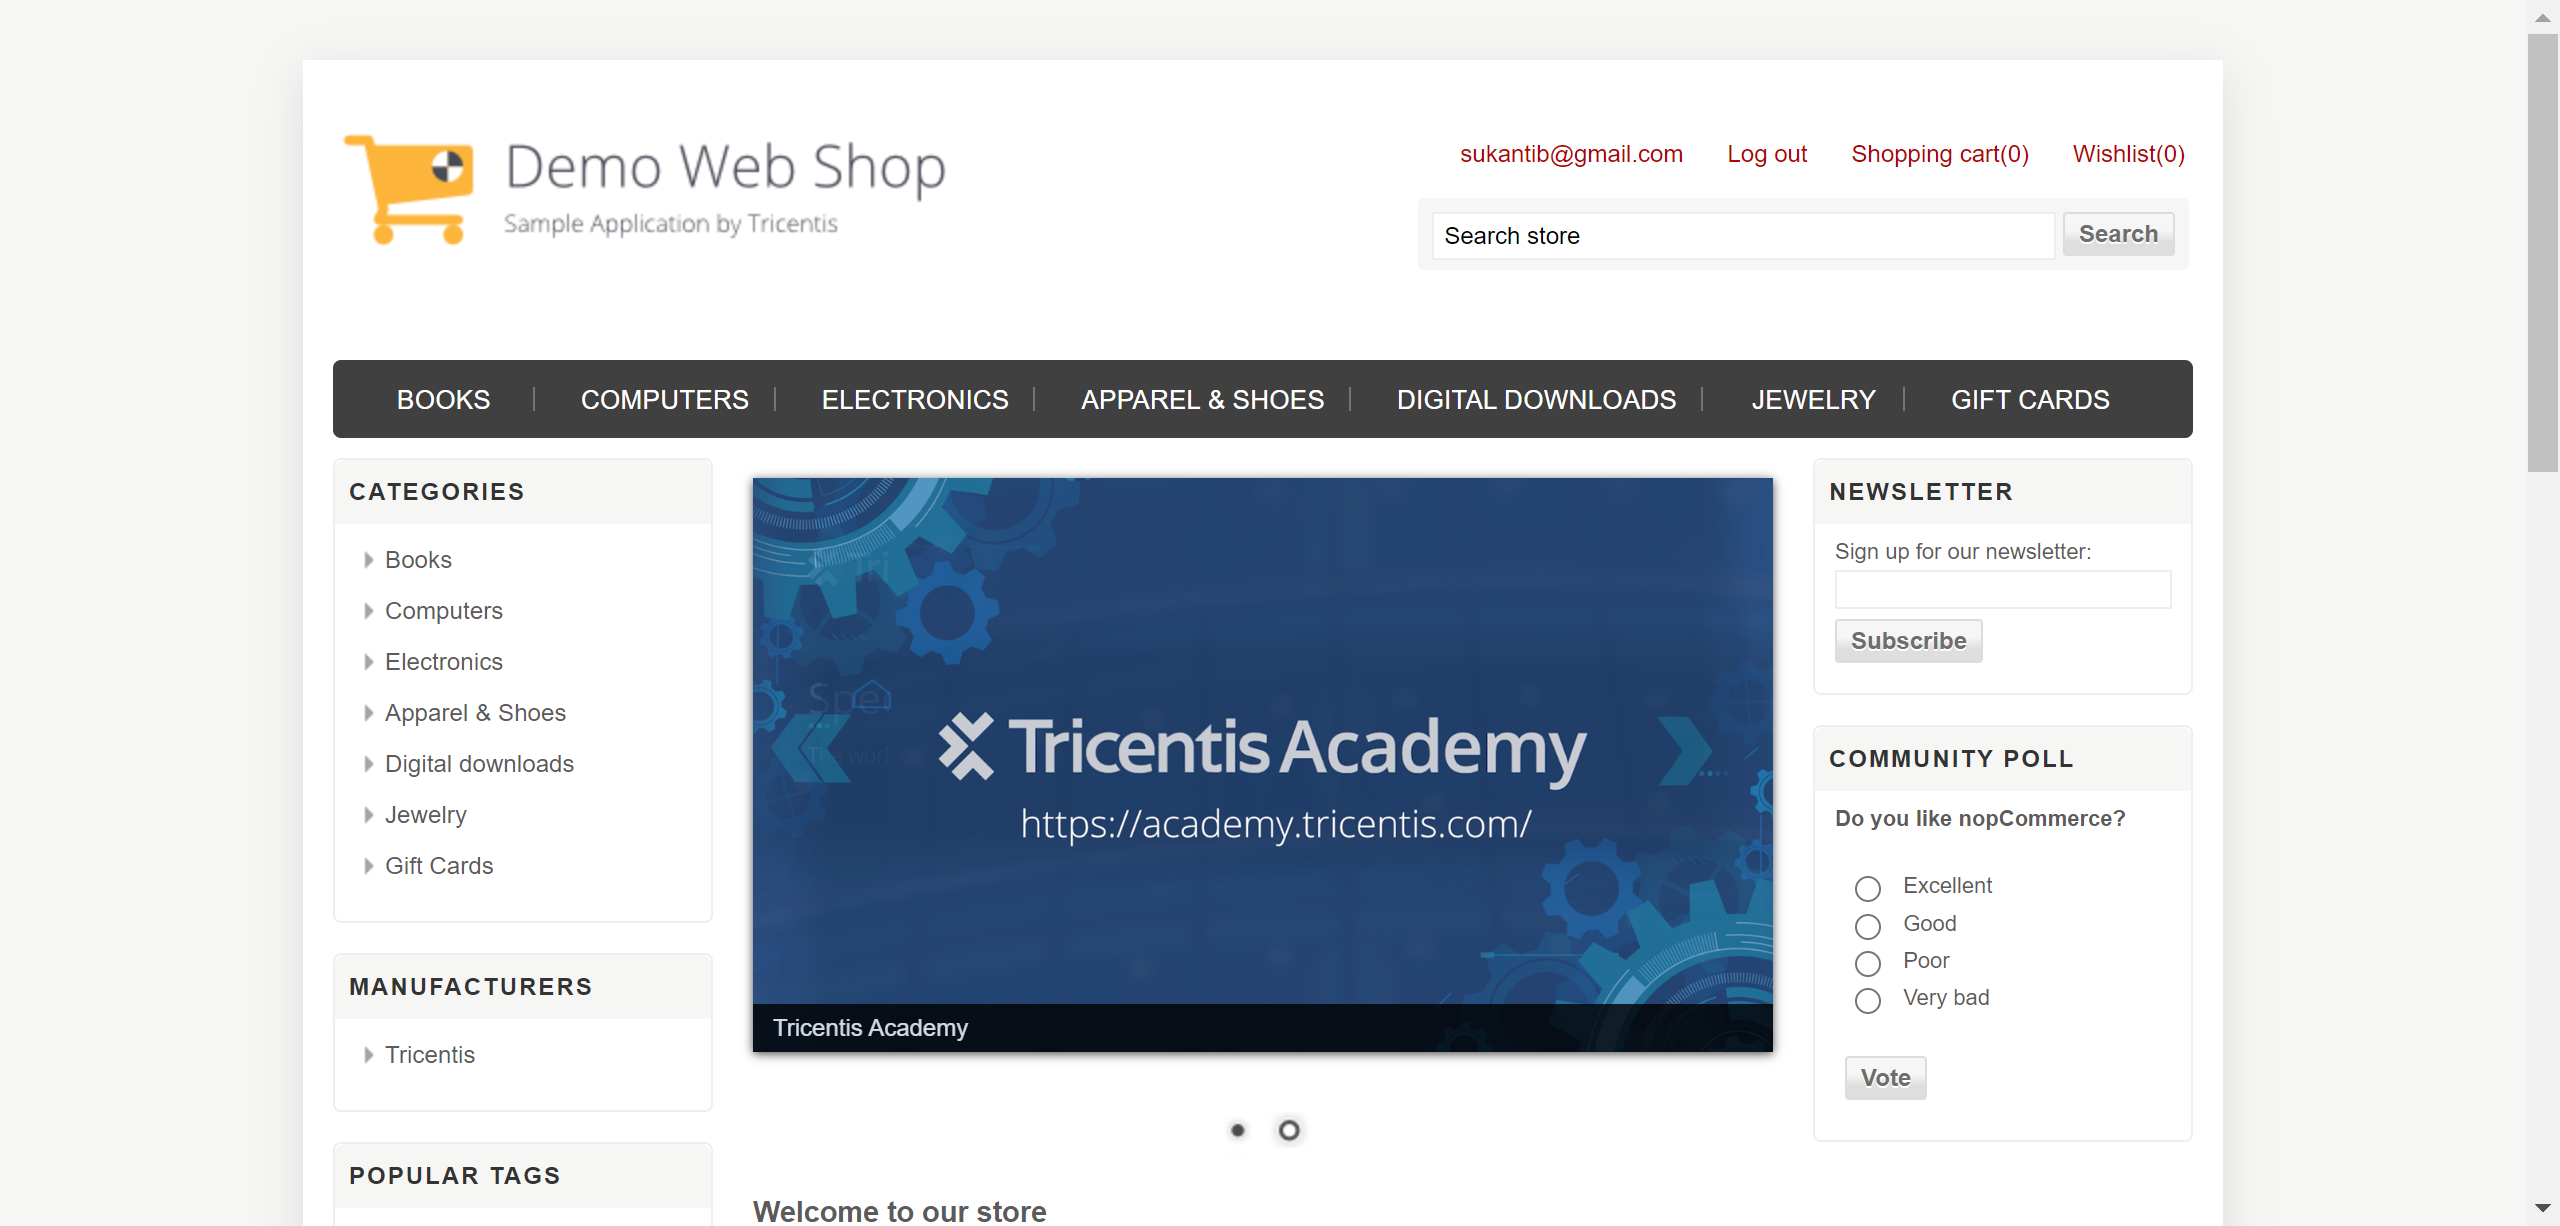 Demo Web Shop
Sample Application by Tricentis
sukantib@gmail.com Log out Shopping cart(0) Wishlist(0)
Search store Search
BOOKS COMPUTERS ELECTRONICS APPAREL & SHOES DIGITAL DOWNLOADS JEWELRY GIFT CARDS
CATEGORIES
Books
Computers
Electronics
Apparel & Shoes
Digital downloads
Jewelry
Gift Cards
MANUFACTURERS
Tricentis
POPULAR TAGS
Tri
Spec
The worl
Tricentis Academy
https://academy.tricentis.com/
Tricentis Academy
Welcome to our store
NEWSLETTER
Sign up for our newsletter:
Subscribe
COMMUNITY POLL
Do you like nopCommerce?
Excellent
Good
Poor
Very bad
Vote